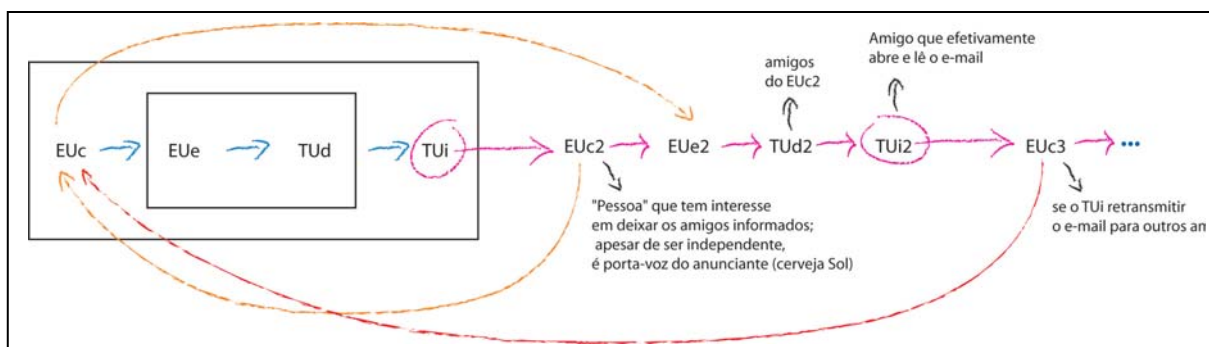 Amigo que efetivamente
abre e lê o e-mail
amigos
do EUc2
EUc EUe TUd TUi EUc2 EUe2 TUd2 TUi2 EUc3 ...
"Pessoa" que tem interesse
em deixar os amigos informados;
apesar de ser independente,
é porta-voz do anunciante (cerveja Sol)
se o TUi retransmitir
o e-mail para outros am